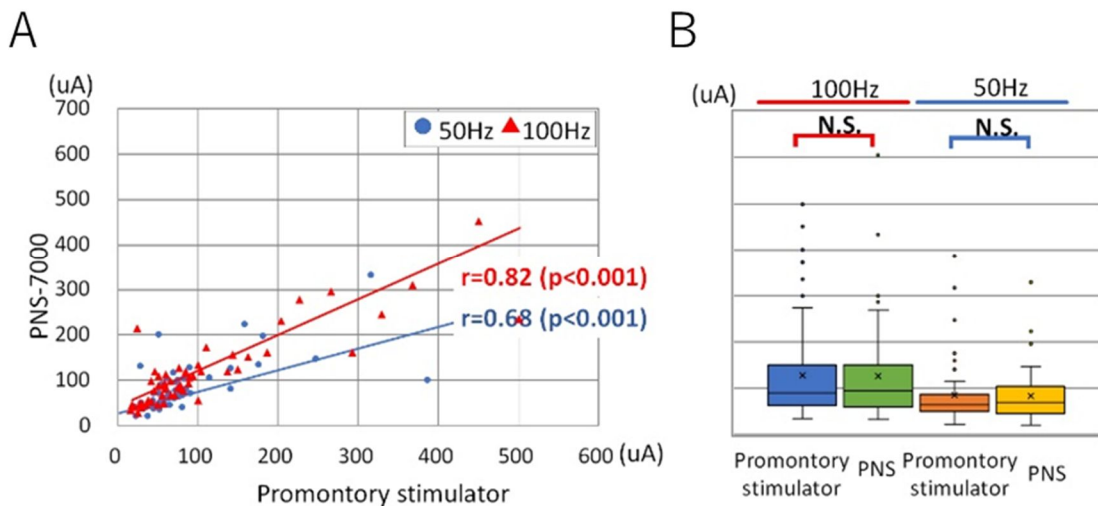 A
(uA)
700
600
500
400
300
200
100
0
PNS-7000
50Hz 100Hz
r=0.82 (p<0.001)
r=0.68 (p<0.001)
0 100 200 300 400 500 600 (uA)
Promontory stimulator
B
(uA)
100Hz 50Hz
N.S. N.S.
Promontory stimulator PNS Promontory stimulator PNS